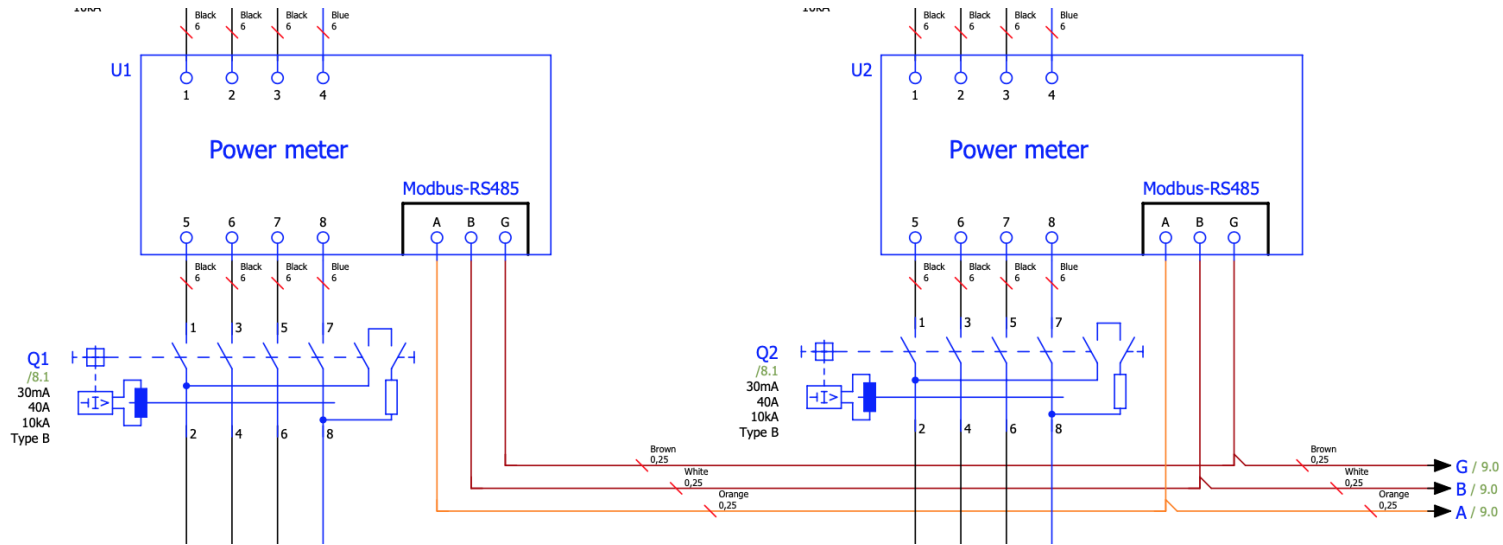 10kA
Black Black Black Blue
6 6 6 6
10kA
Black Black Black Blue
6 6 6 6
U1
1 2 3 4
Power meter
Modbus-RS485
5 6 7 8 A B G
Black Black Black Blue
6 6 6 6
U2
1 2 3 4
Power meter
Modbus-RS485
5 6 7 8 A B G
Black Black Black Blue
6 6 6 6
1 3 5 7
Q1
/8.1
30mA
I>
40A
10kA
Type B
2 4 6 8
1 3 5 7
Q2
/8.1
30mA
I>
40A
10kA
Type B
2 4 6 8
Brown
0,25
White
0,25
Orange
0,25
Brown
0,25
White
0,25
Orange
0,25
G / 9.0
B / 9.0
A / 9.0